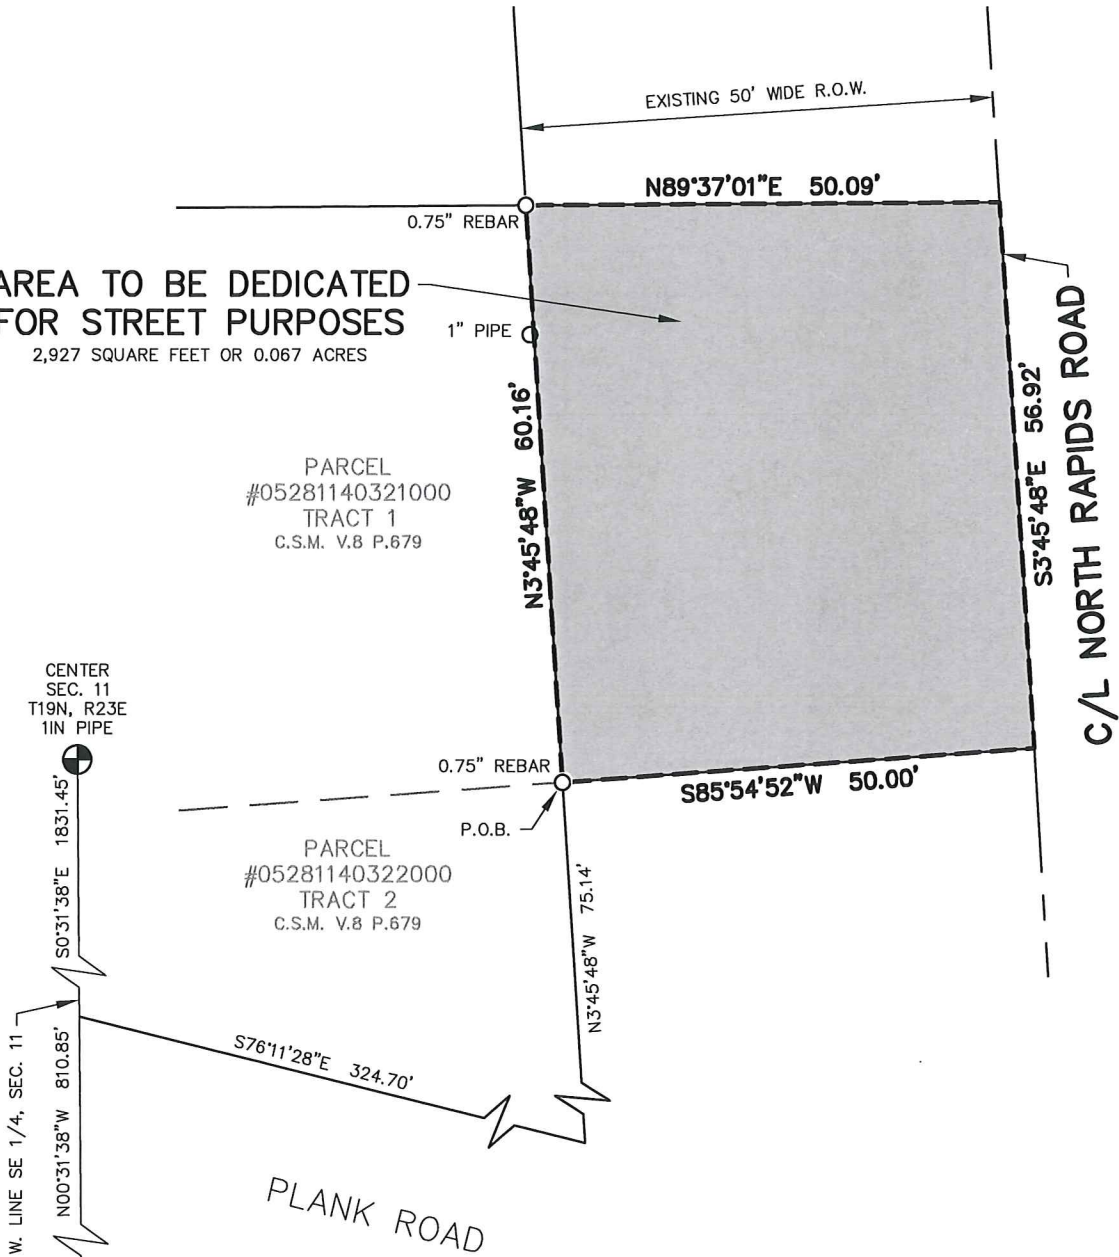 EXISTING 50' WIDE R.O.W.
N89°37'01"E 50.09'
0.75" REBAR
AREA TO BE DEDICATED
FOR STREET PURPOSES
2,927 SQUARE FEET OR 0.067 ACRES
1" PIPE
N3°45'48"W 60.16'
S3°45'48"E 56.92'
C/L NORTH RAPIDS ROAD
PARCEL
#05281140321000
TRACT 1
C.S.M. V.8 P.679
CENTER
SEC. 11
T19N, R23E
1IN PIPE
0.75" REBAR
S85°54'52"W 50.00'
P.O.B.
S0°31'38"E 1831.45'
PARCEL
#05281140322000
TRACT 2
C.S.M. V.8 P.679
N3°45'48"W 75.14'
W. LINE SE 1/4, SEC. 11
N00°31'38"W 810.85'
S76°11'28"E 324.70'
PLANK ROAD